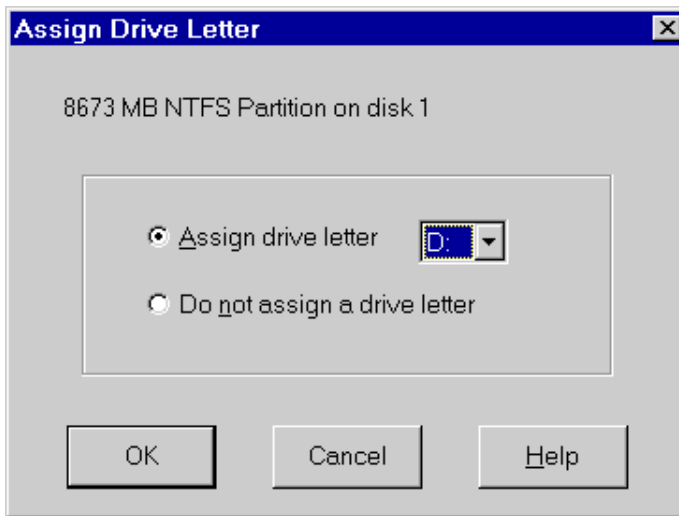 Assign Drive Letter
8673 MB NTFS Partition on disk 1
Assign drive letter D:
Do not assign a drive letter
OK Cancel Help